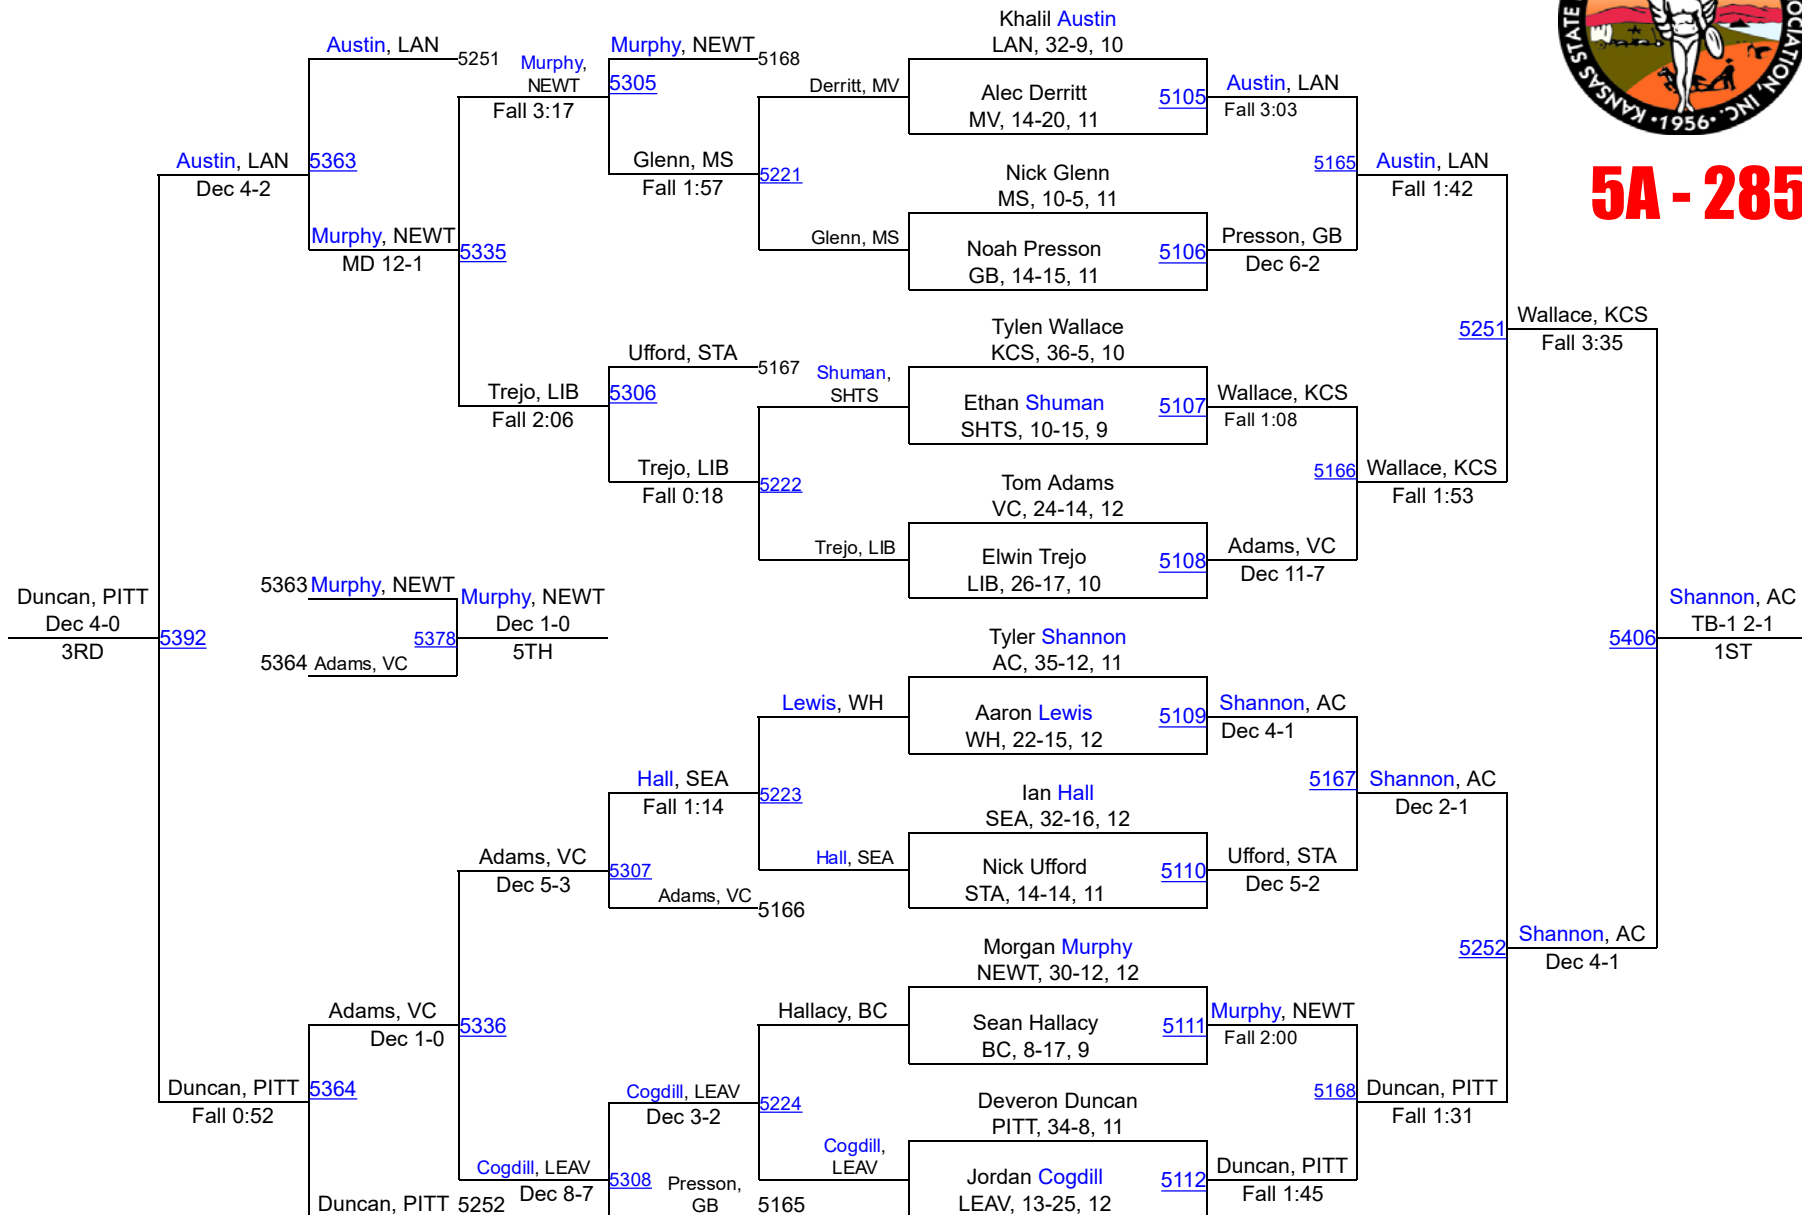 Khalil Austin
LAN, 32-9, 10
Alec Derritt
MV, 14-20, 11
Nick Glenn
MS, 10-5, 11
Noah Presson
GB, 14-15, 11
Tylen Wallace
KCS, 36-5, 10
Ethan Shuman
SHTS, 10-15, 9
Tom Adams
VC, 24-14, 12
Elwin Trejo
LIB, 26-17, 10
Tyler Shannon
AC, 35-12, 11
Aaron Lewis
WH, 22-15, 12
Ian Hall
SEA, 32-16, 12
Nick Ufford
STA, 14-14, 11
Morgan Murphy
NEWT, 30-12, 12
Sean Hallacy
BC, 8-17, 9
Deveron Duncan
PITT, 34-8, 11
Jordan Cogdill
LEAV, 13-25, 12
5105
Austin, LAN
Fall 3:03
5106
Presson, GB
Dec 6-2
5107
Wallace, KCS
Fall 1:08
5108
Adams, VC
Dec 11-7
5109
Shannon, AC
Dec 4-1
5110
Ufford, STA
Dec 5-2
5111
Murphy, NEWT
Fall 2:00
5112
Duncan, PITT
Fall 1:45
5165
Austin, LAN
Fall 1:42
5166
Wallace, KCS
Fall 1:53
5167
Shannon, AC
Dec 2-1
5168
Duncan, PITT
Fall 1:31
5251
Wallace, KCS
Fall 3:35
5252
Shannon, AC
Dec 4-1
5406
Shannon, AC
TB-1 2-1
1ST
Derritt, MV
Glenn, MS
Shuman,
SHTS
Trejo, LIB
Lewis, WH
Hall, SEA
Hallacy, BC
Cogdill,
LEAV
Murphy, NEWT
5168
Glenn, MS
Fall 1:57
5221
Ufford, STA
5167
Trejo, LIB
Fall 0:18
5222
Hall, SEA
Fall 1:14
5223
Adams, VC
5166
Cogdill, LEAV
Dec 3-2
5224
Presson,
GB
5165
Murphy,
NEWT
Fall 3:17
5305
Trejo, LIB
Fall 2:06
5306
Adams, VC
Dec 5-3
5307
Cogdill, LEAV
Dec 8-7
5308
Austin, LAN
5251
Murphy, NEWT
MD 12-1
5335
Adams, VC
Dec 1-0
5336
Duncan, PITT
5252
Austin, LAN
Dec 4-2
5363
Duncan, PITT
Fall 0:52
5364
Duncan, PITT
Dec 4-0
3RD
5392
5363
Murphy, NEWT
5364
Adams, VC
5378
Murphy, NEWT
Dec 1-0
5TH
KANSAS STATE
OCIATION, INC.
•1956•
5A - 285